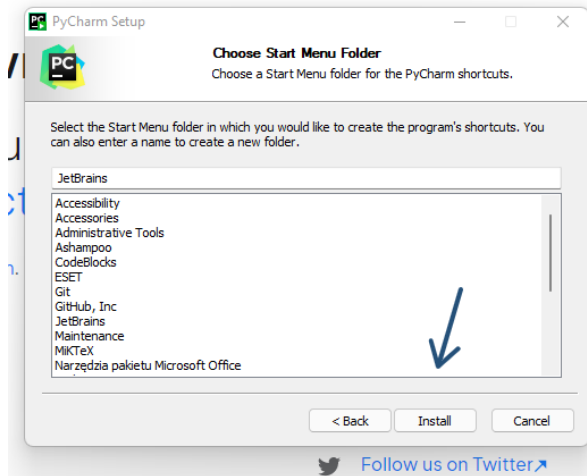 PyCharm Setup
PC
Choose Start Menu Folder
Choose a Start Menu folder for the PyCharm shortcuts.
Select the Start Menu folder in which you would like to create the program's shortcuts. You
can also enter a name to create a new folder.
JetBrains
Accessibility
Accessories
Administrative Tools
Ashampoo
CodeBlocks
ESET
Git
GitHub, Inc
JetBrains
Maintenance
MiKTeX
Narzędzia pakietu Microsoft Office
< Back
Install
Cancel
Follow us on Twitter↗